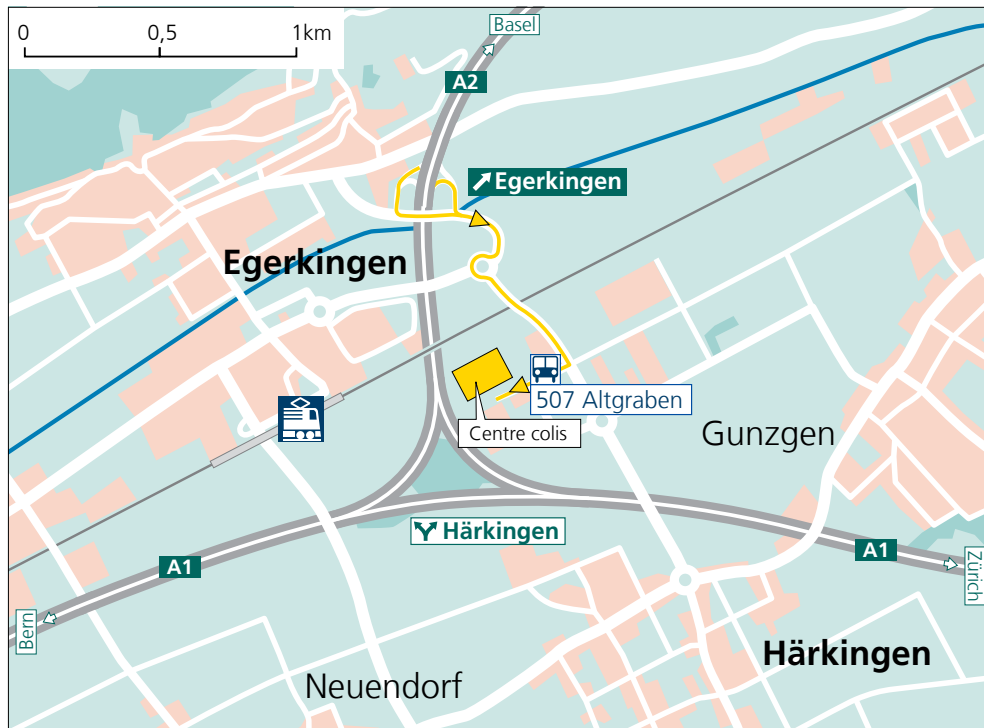 0 0,5 1km
Basel
A2
Egerkingen
Egerkingen
507 Altgraben
Centre colis
Gunzgen
Härkingen
A1
A1
Zürich
Bern
Härkingen
Neuendorf